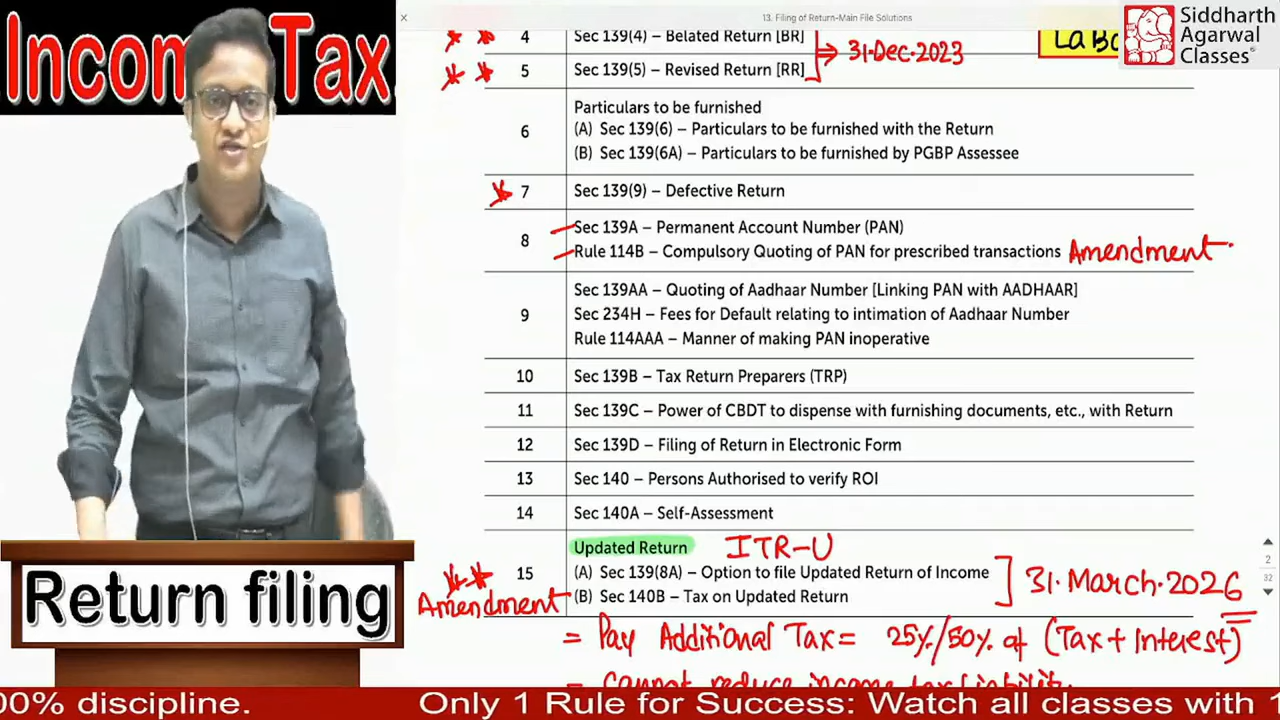 Income Tax.
Return filing
13. Filing of Return-Main File Solutions
Siddharth
Agarwal
Classes
4 Sec 139(4) – Belated Return [BR]
31·Dec·2023
5 Sec 139(5) – Revised Return [RR]
6 Particulars to be furnished
(A) Sec 139(6) – Particulars to be furnished with the Return
(B) Sec 139(6A) – Particulars to be furnished by PGBP Assessee
7 Sec 139(9) – Defective Return
8 Sec 139A – Permanent Account Number (PAN)
Rule 114B – Compulsory Quoting of PAN for prescribed transactions Amendment
9 Sec 139AA – Quoting of Aadhaar Number [Linking PAN with AADHAAR]
Sec 234H – Fees for Default relating to intimation of Aadhaar Number
Rule 114AAA – Manner of making PAN inoperative
10 Sec 139B – Tax Return Preparers (TRP)
11 Sec 139C – Power of CBDT to dispense with furnishing documents, etc., with Return
12 Sec 139D – Filing of Return in Electronic Form
13 Sec 140 – Persons Authorised to verify ROI
14 Sec 140A – Self-Assessment
Updated Return ITR-U
15 (A) Sec 139(8A) – Option to file Updated Return of Income
31·March·2026
Amendment (B) Sec 140B – Tax on Updated Return
= Pay Additional Tax = 25%/50% of (Tax + Interest)
= cannot reduce income tax liability
2
32
00% discipline. Only 1 Rule for Success: Watch all classes with 1